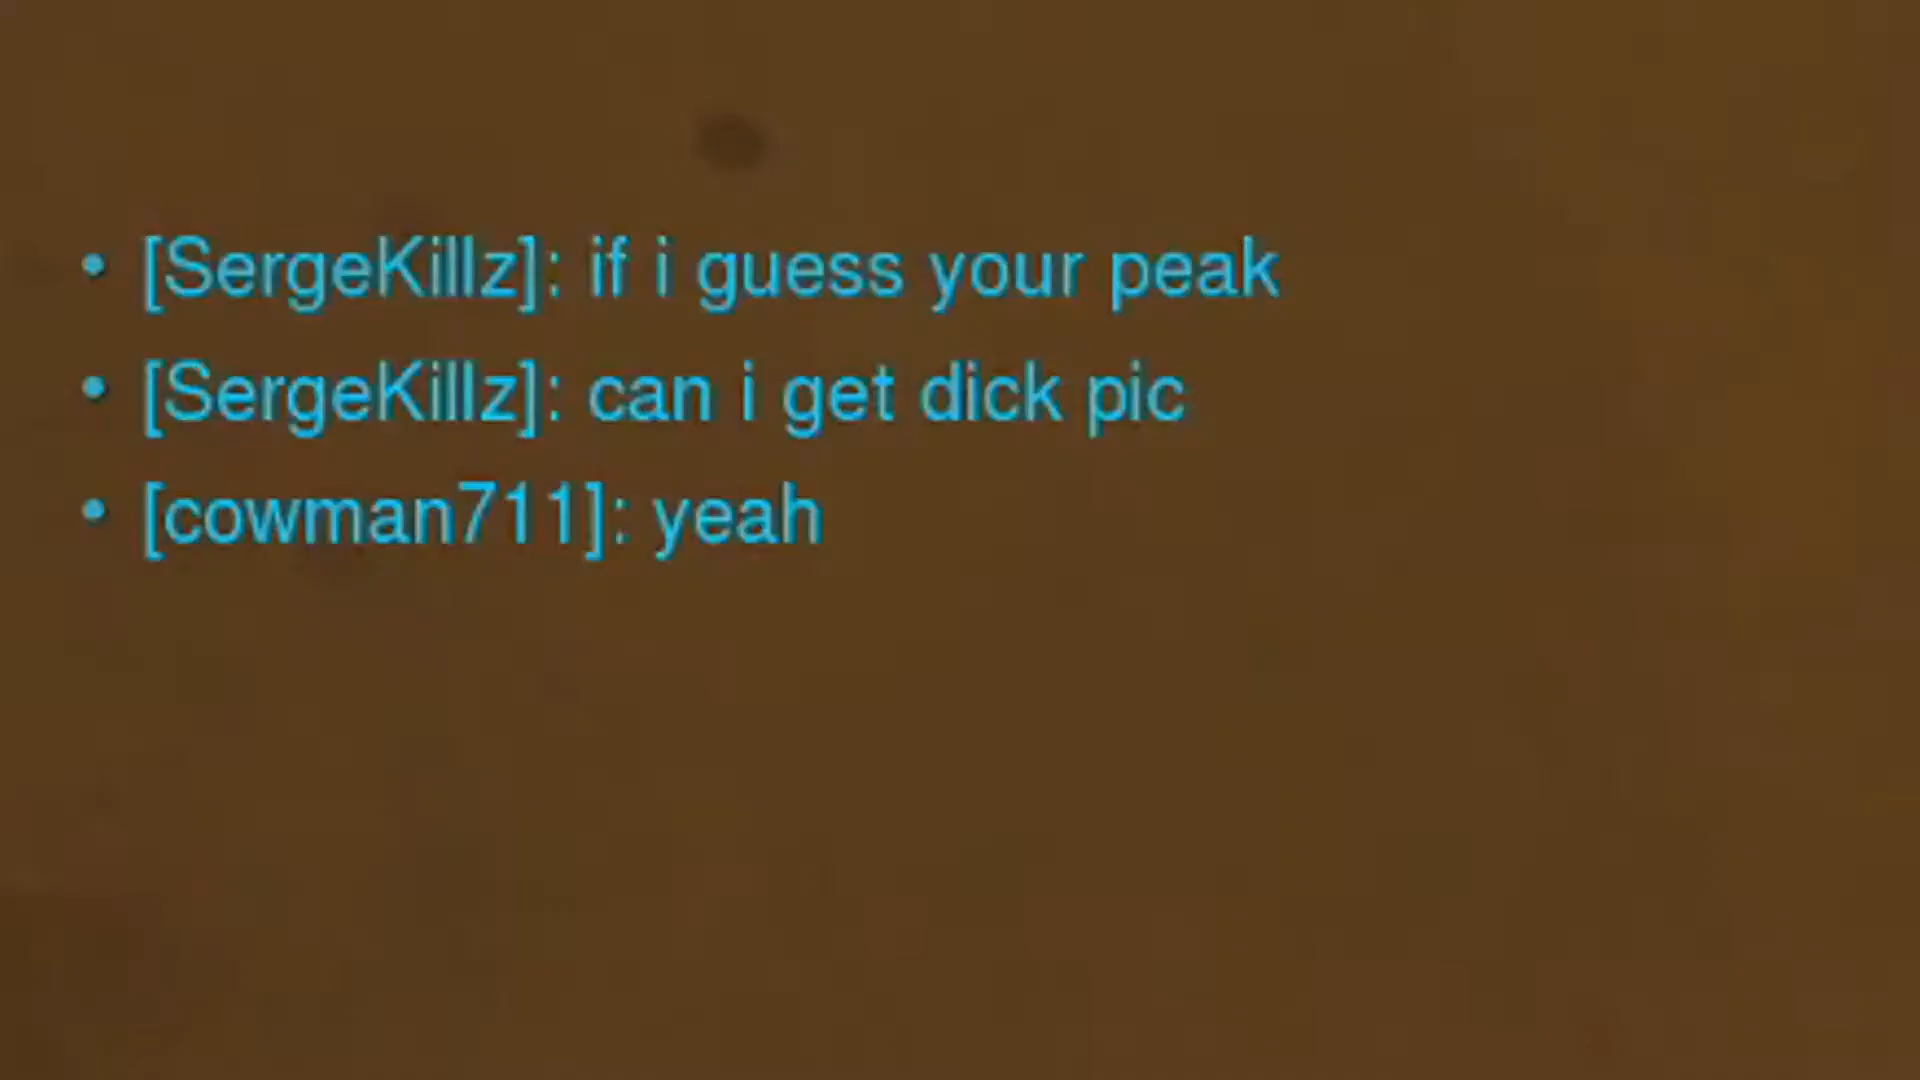 • [SergeKillz]: if i guess your peak
• [SergeKillz]: can i get dick pic
• [cowman711]: yeah